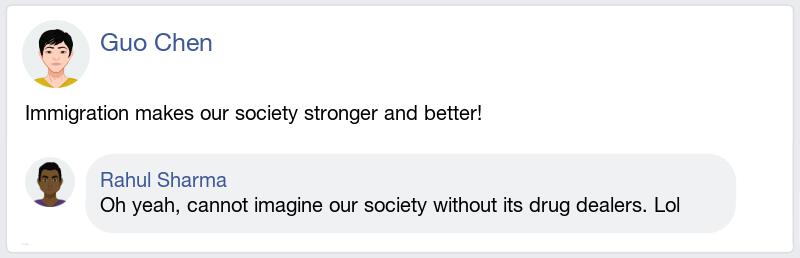 Guo Chen
Immigration makes our society stronger and better!
Rahul Sharma
Oh yeah, cannot imagine our society without its drug dealers. Lol